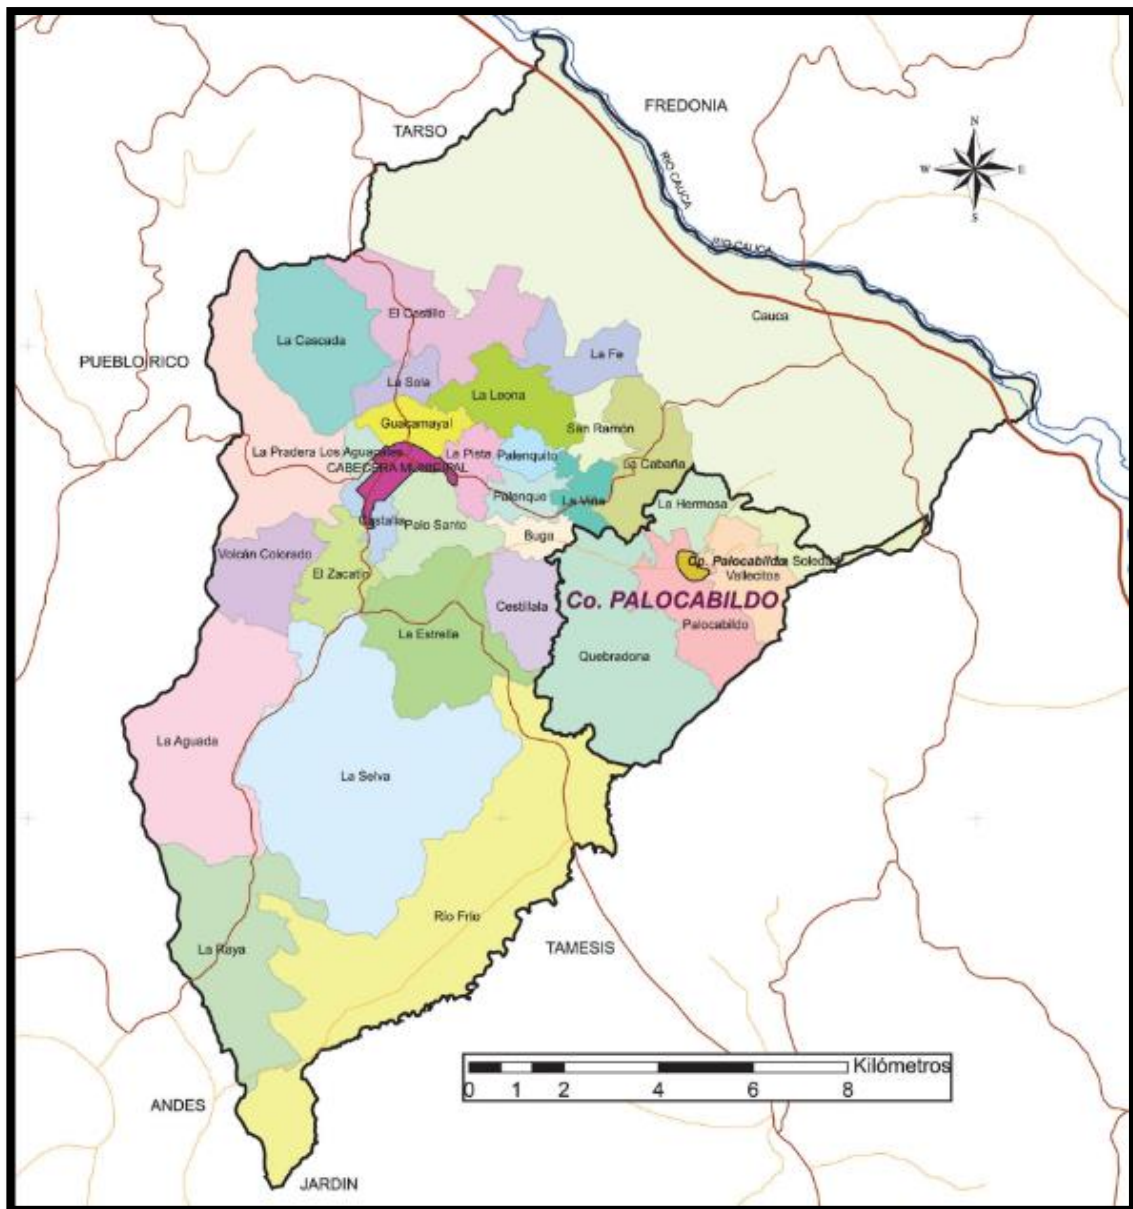 FREDONIA
TARSO
N
W
E
S
RIO CAUCA
RIO CAUCA
El Castillo
Cauca
La Cascada
La Fe
PUEBLO RICO
La Sola
La Leona
Guacamayal
San Ramón
La Pradera
Los Aguacates
La Pista
Palenquito
La Cabaña
CABECERA MUNICIPAL
Palenque
La Viña
La Hermosa
Castalia
Palo Santo
Buga
Volcán Colorado
El Zacatin
Cp. Palocabildo
La Soledad
Vallecitos
Cestillala
Co. PALOCABILDO
La Estrella
Palocabildo
Quebradona
La Aguada
La Selva
Río Frío
La Raya
TAMESIS
Kilómetros
0 1 2 4 6 8
ANDES
JARDIN